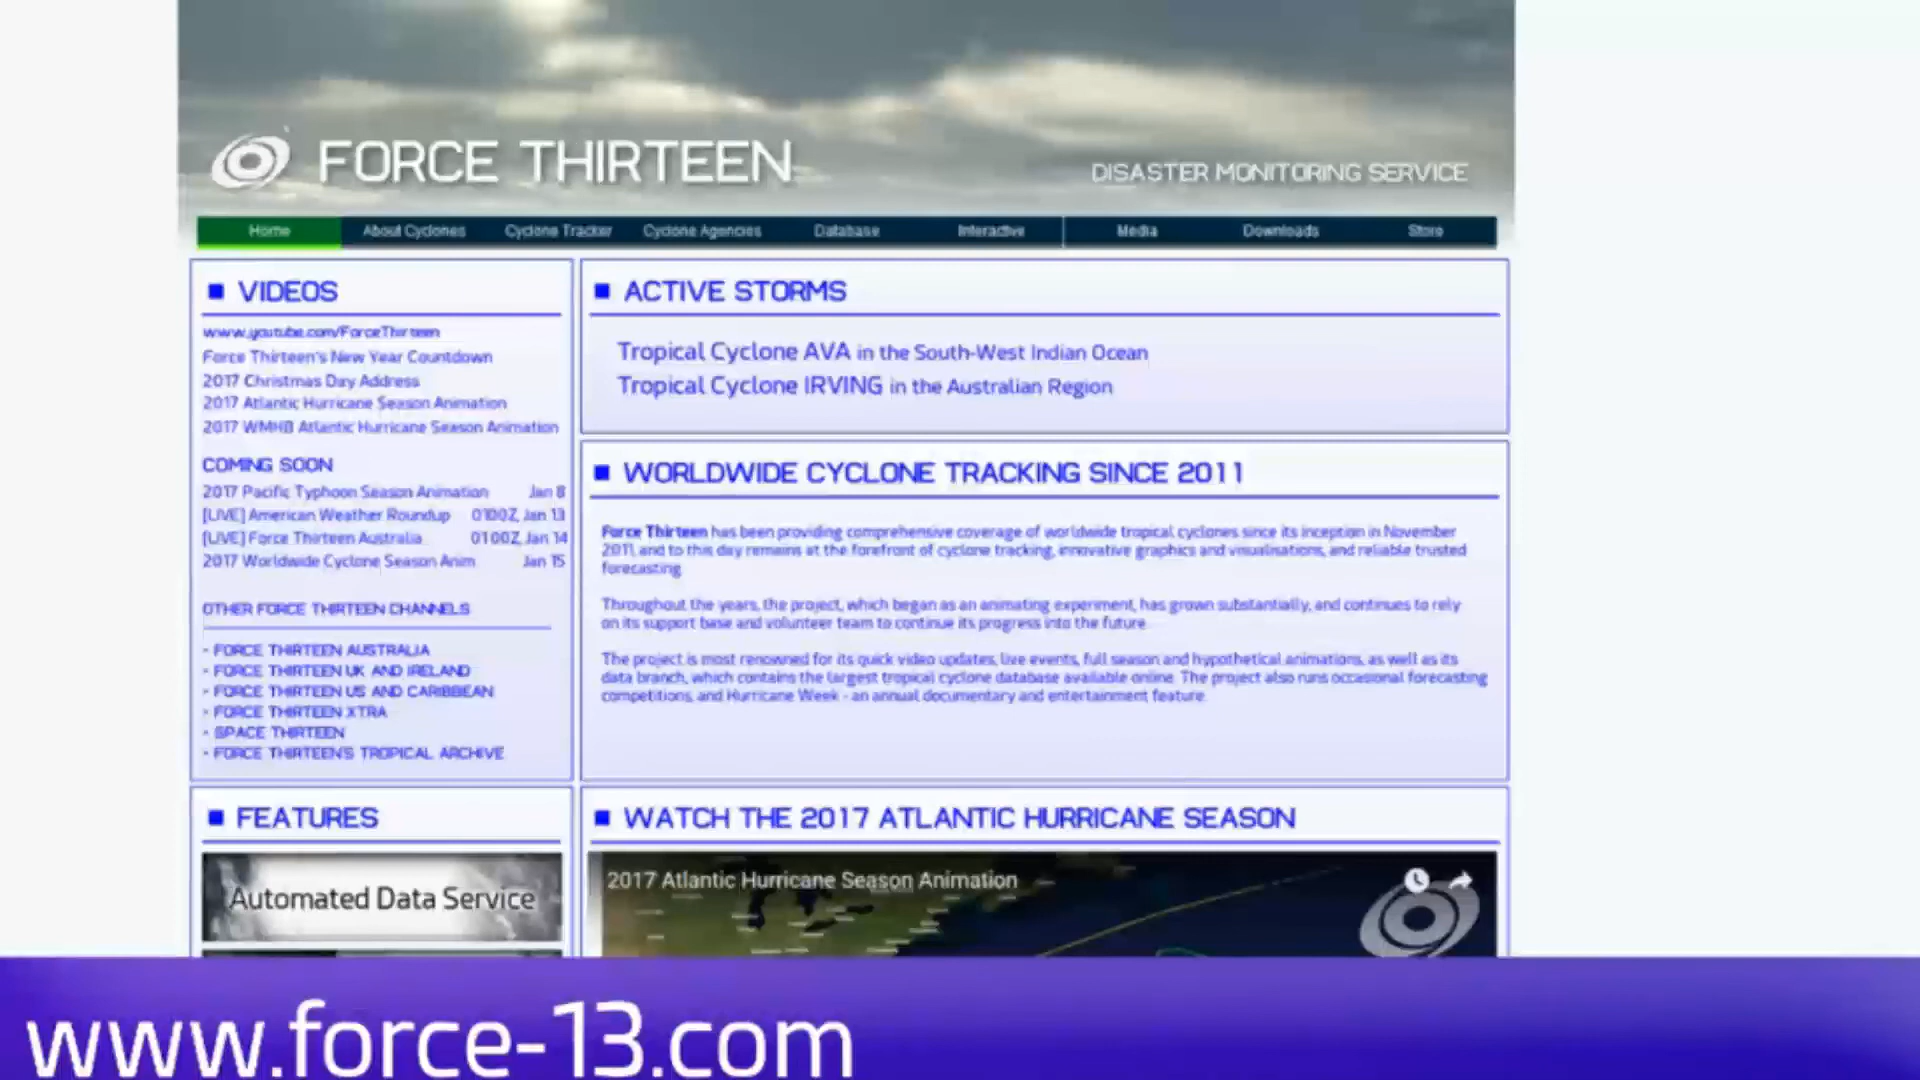 FORCE THIRTEEN
DISASTER MONITORING SERVICE
Home About Cyclones Cyclone Tracker Cyclone Agencies Database Interactive Media Downloads Store
VIDEOS
www.youtube.com/ForceThirteen
Force Thirteen's New Year Countdown
2017 Christmas Day Address
2017 Atlantic Hurricane Season Animation
2017 WMHB Atlantic Hurricane Season Animation
COMING SOON
2017 Pacific Typhoon Season Animation Jan 8
[LIVE] American Weather Roundup 0100Z, Jan 13
[LIVE] Force Thirteen Australia 0100Z, Jan 14
2017 Worldwide Cyclone Season Anim Jan 15
OTHER FORCE THIRTEEN CHANNELS
- FORCE THIRTEEN AUSTRALIA
- FORCE THIRTEEN UK AND IRELAND
- FORCE THIRTEEN US AND CARIBBEAN
- FORCE THIRTEEN XTRA
- SPACE THIRTEEN
- FORCE THIRTEEN'S TROPICAL ARCHIVE
ACTIVE STORMS
Tropical Cyclone AVA in the South-West Indian Ocean
Tropical Cyclone IRVING in the Australian Region
WORLDWIDE CYCLONE TRACKING SINCE 2011
Force Thirteen has been providing comprehensive coverage of worldwide tropical cyclones since its inception in November
2011, and to this day remains at the forefront of cyclone tracking, innovative graphics and visualisations, and reliable trusted
forecasting.
Throughout the years, the project, which began as an animating experiment, has grown substantially, and continues to rely
on its support base and volunteer team to continue its progress into the future.
The project is most renowned for its quick video updates, live events, full season and hypothetical animations, as well as its
data branch, which contains the largest tropical cyclone database available online. The project also runs occasional forecasting
competitions, and Hurricane Week - an annual documentary and entertainment feature.
FEATURES
Automated Data Service
WATCH THE 2017 ATLANTIC HURRICANE SEASON
2017 Atlantic Hurricane Season Animation
www.force-13.com